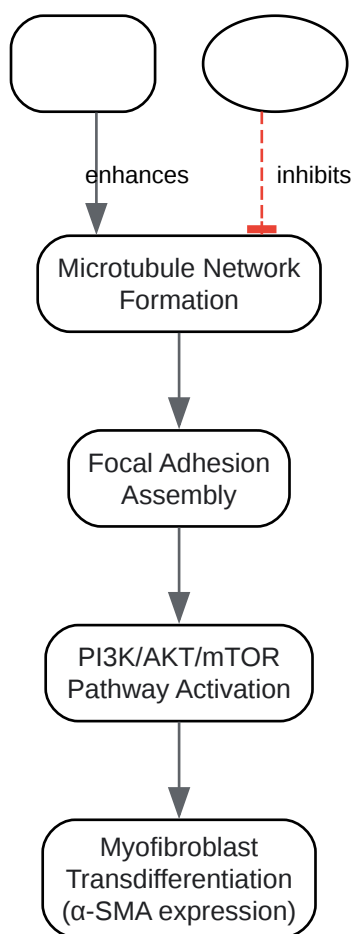 enhances
inhibits
Microtubule Network
Formation
Focal Adhesion
Assembly
PI3K/AKT/mTOR
Pathway Activation
Myofibroblast
Transdifferentiation
(α-SMA expression)